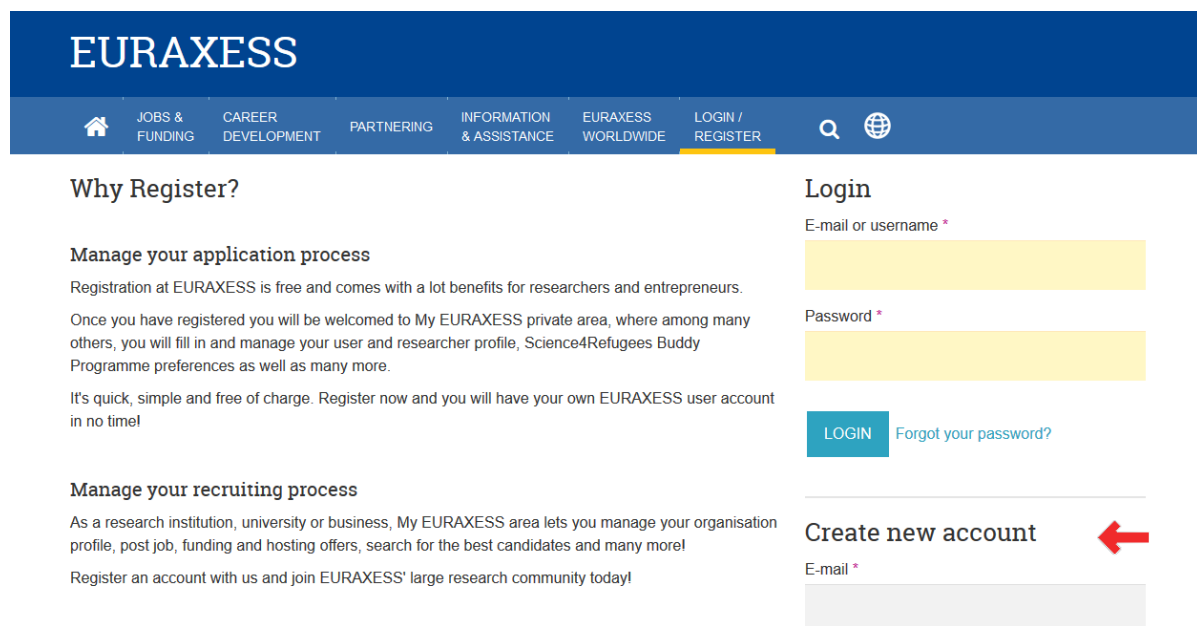 EURAXESS
JOBS &
FUNDING
CAREER
DEVELOPMENT
PARTNERING
INFORMATION
& ASSISTANCE
EURAXESS
WORLDWIDE
LOGIN /
REGISTER
Why Register?
Manage your application process
Registration at EURAXESS is free and comes with a lot benefits for researchers and entrepreneurs.
Once you have registered you will be welcomed to My EURAXESS private area, where among many
others, you will fill in and manage your user and researcher profile, Science4Refugees Buddy
Programme preferences as well as many more.
It's quick, simple and free of charge. Register now and you will have your own EURAXESS user account
in no time!
Manage your recruiting process
As a research institution, university or business, My EURAXESS area lets you manage your organisation
profile, post job, funding and hosting offers, search for the best candidates and many more!
Register an account with us and join EURAXESS' large research community today!
Login
E-mail or username *
Password *
LOGIN
Forgot your password?
Create new account
E-mail *